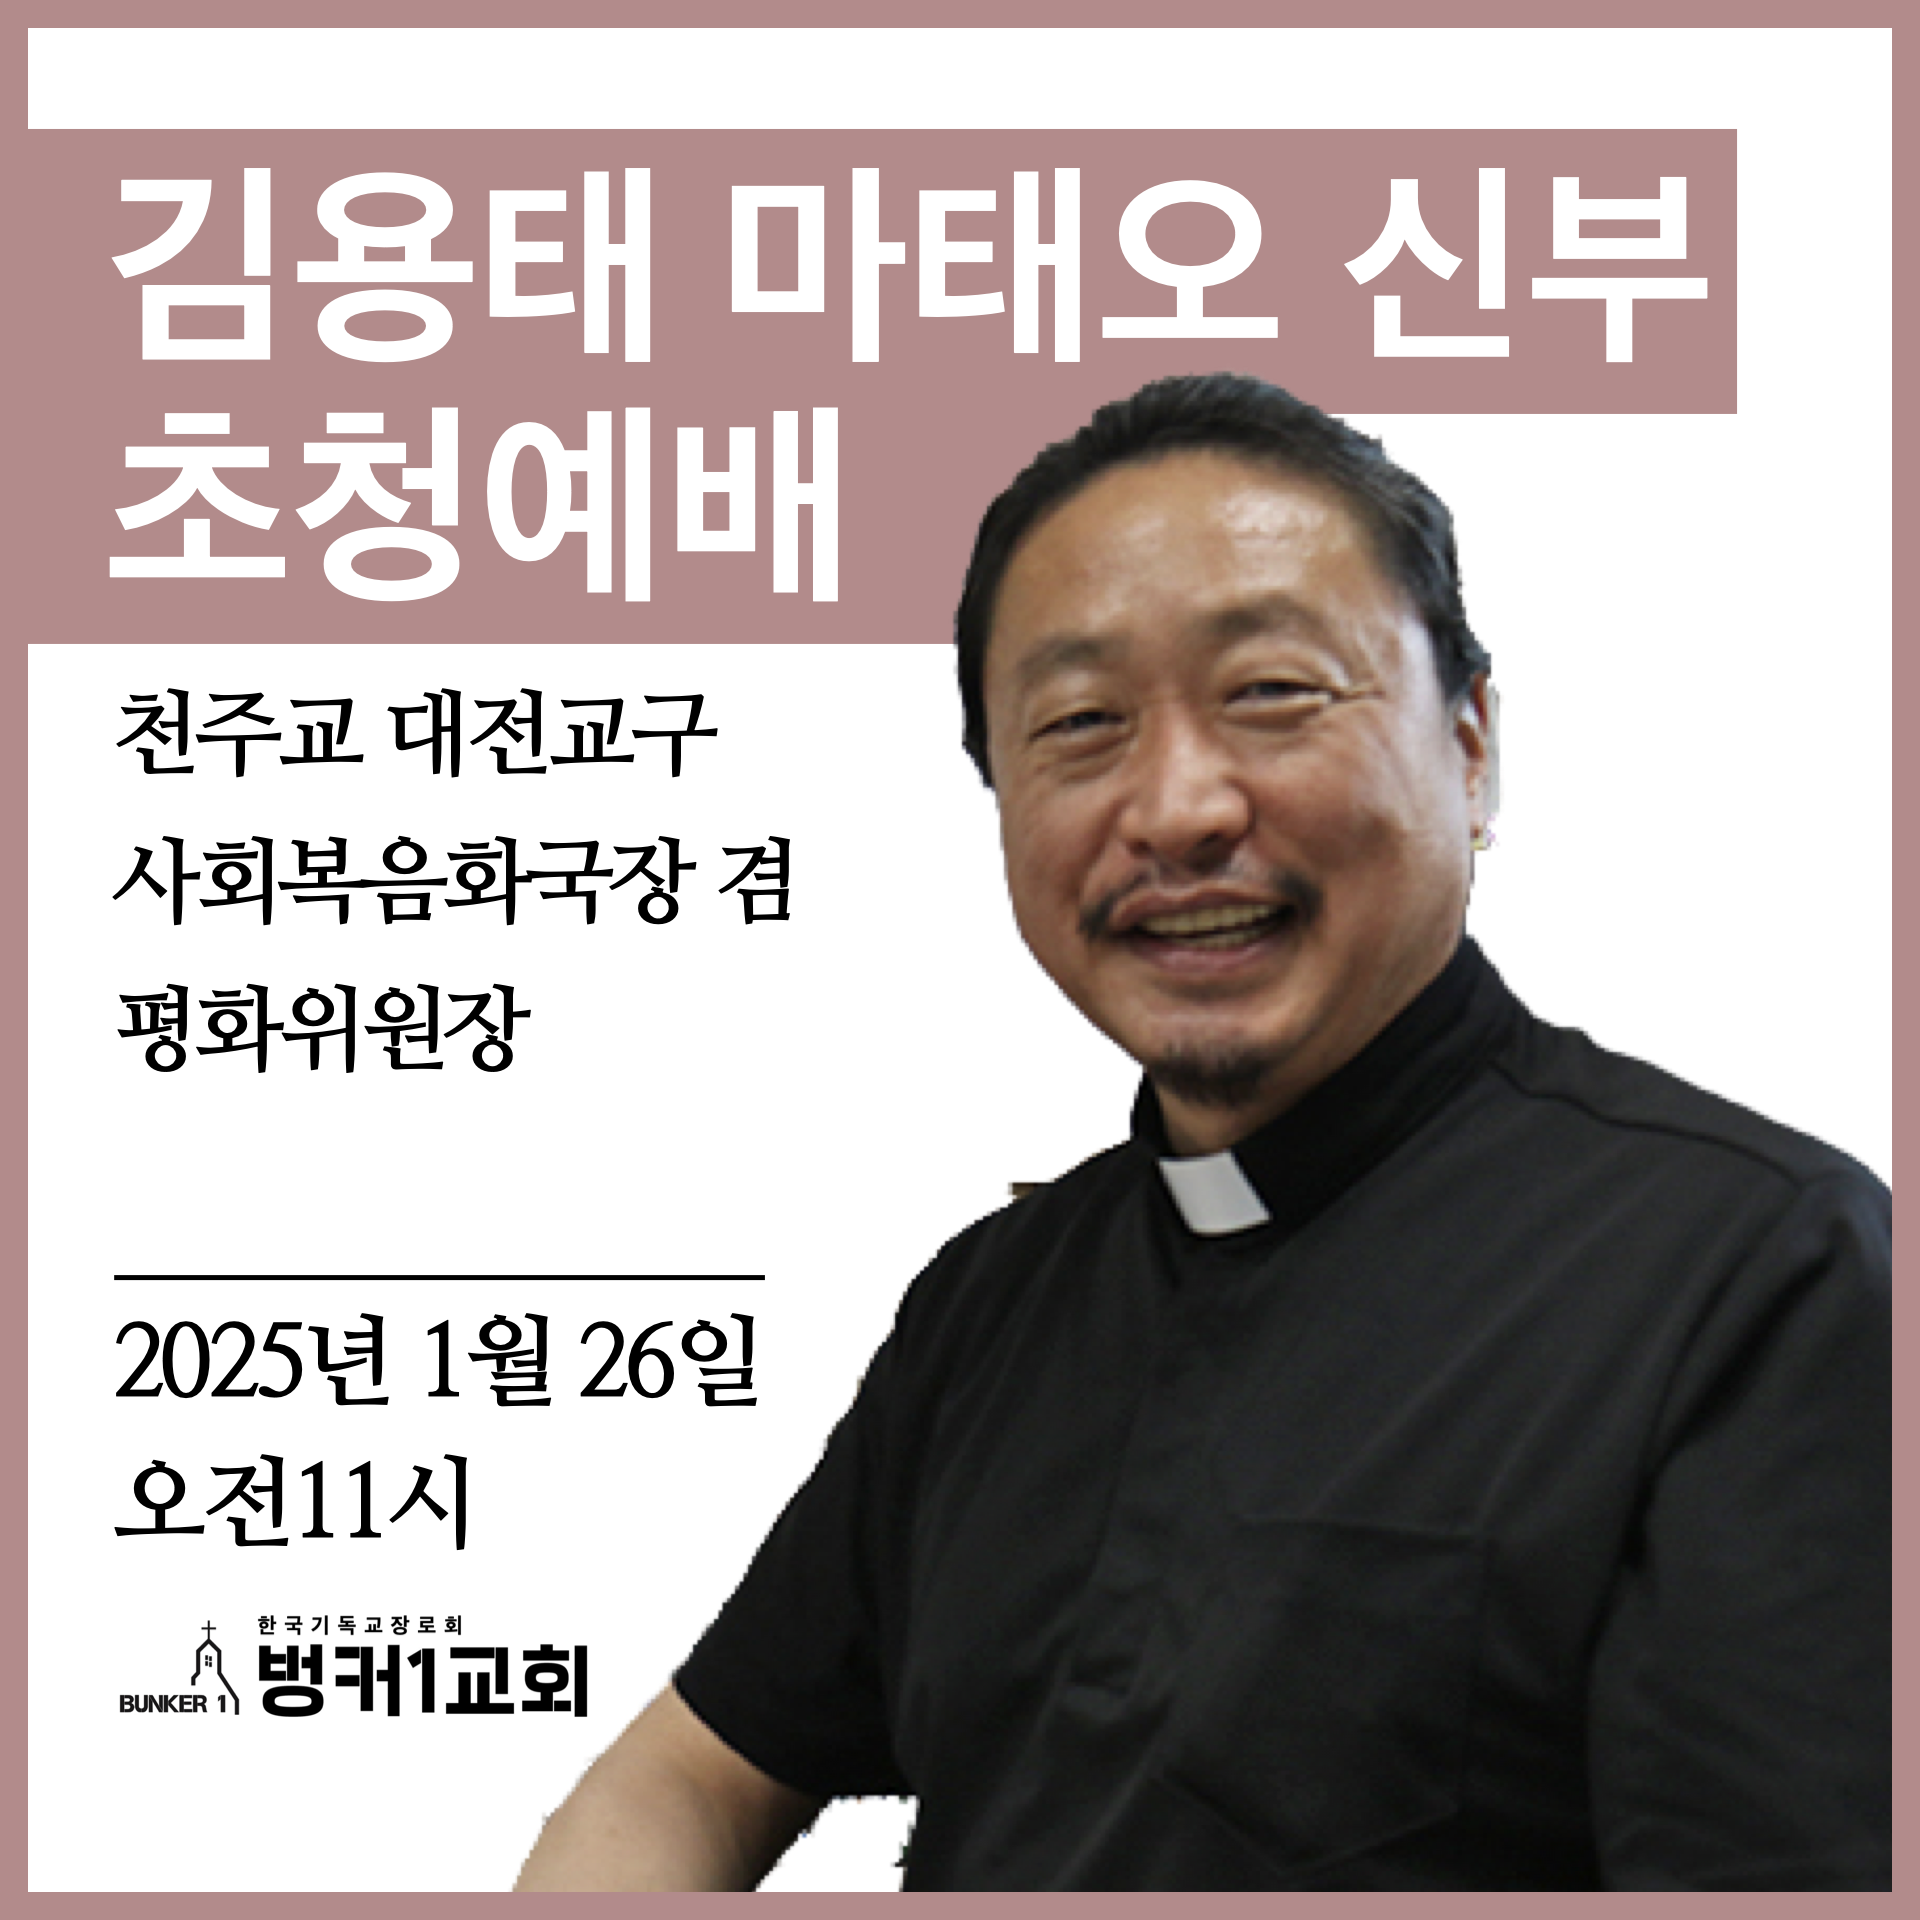 김용태 마태오 신부
초청예배
천주교 대전교구
사회복음화국장 겸
평화위원장
2025년 1월 26일
오전11시
한국기독교장로회
BUNKER 1 벙커1교회